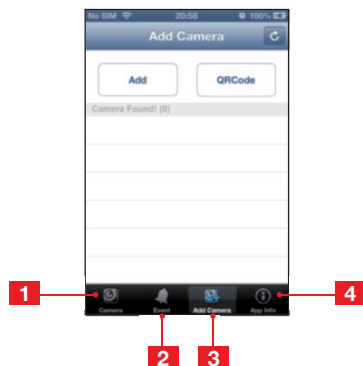 No SIM 20:58 100%
Add Camera
Add QRCode
Camera Found! (0)
1 Camera Event Add Camera App Info 4
2 3